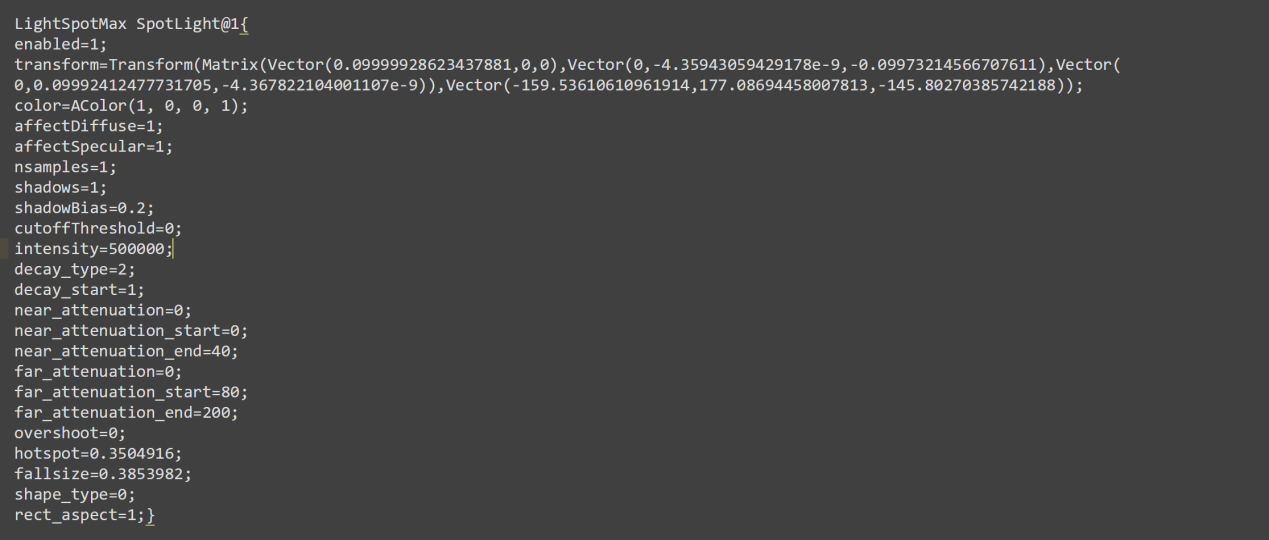 LightSpotMax SpotLight@1{
enabled=1;
transform=Transform(Matrix(Vector(0.09999928623437881,0,0),Vector(0,-4.35943059429178e-9,-0.09973214566707611),Vector(
0,0.09992412477731705,-4.367822104001107e-9)),Vector(-159.53610610961914,177.08694458007813,-145.80270385742188));
color=AColor(1, 0, 0, 1);
affectDiffuse=1;
affectSpecular=1;
nsamples=1;
shadows=1;
shadowBias=0.2;
cutoffThreshold=0;
intensity=500000;
decay_type=2;
decay_start=1;
near_attenuation=0;
near_attenuation_start=0;
near_attenuation_end=40;
far_attenuation=0;
far_attenuation_start=80;
far_attenuation_end=200;
overshoot=0;
hotspot=0.3504916;
fallsize=0.3853982;
shape_type=0;
rect_aspect=1;}